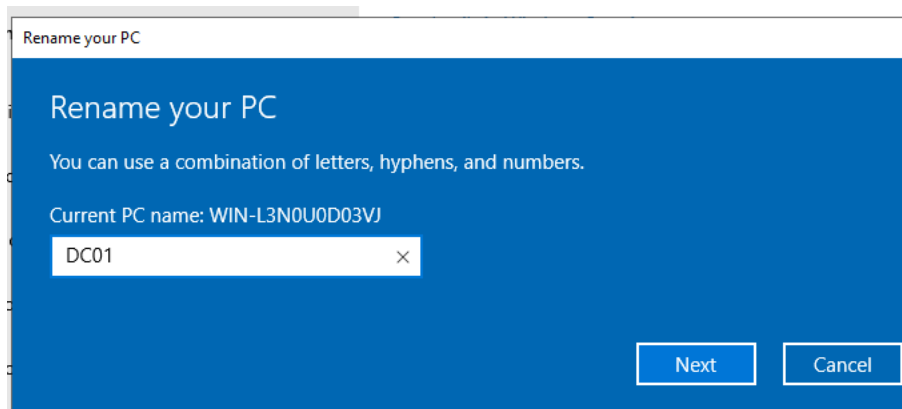 Rename your PC
Rename your PC
You can use a combination of letters, hyphens, and numbers.
Current PC name: WIN-L3N0U0D03VJ
DC01
Next Cancel